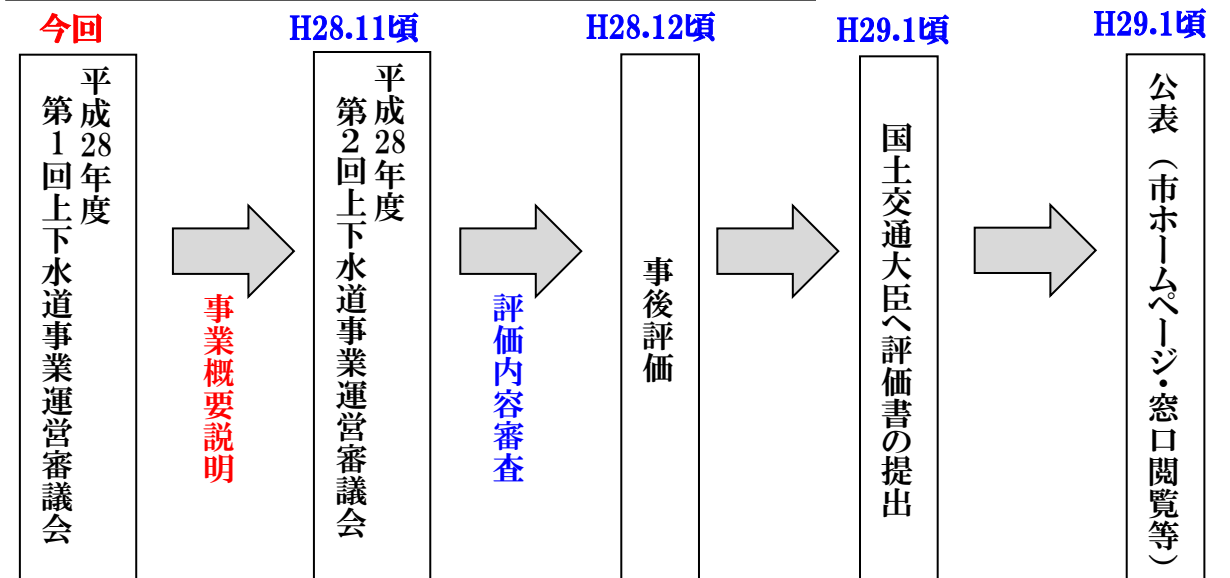 今回
平成28年度
第1回上下水道事業運営審議会
事業概要説明
H28.11頃
平成28年度
第2回上下水道事業運営審議会
評価内容審査
H28.12頃
事後評価
H29.1頃
国土交通大臣へ評価書の提出
H29.1頃
公表（市ホームページ・窓口閲覧等）